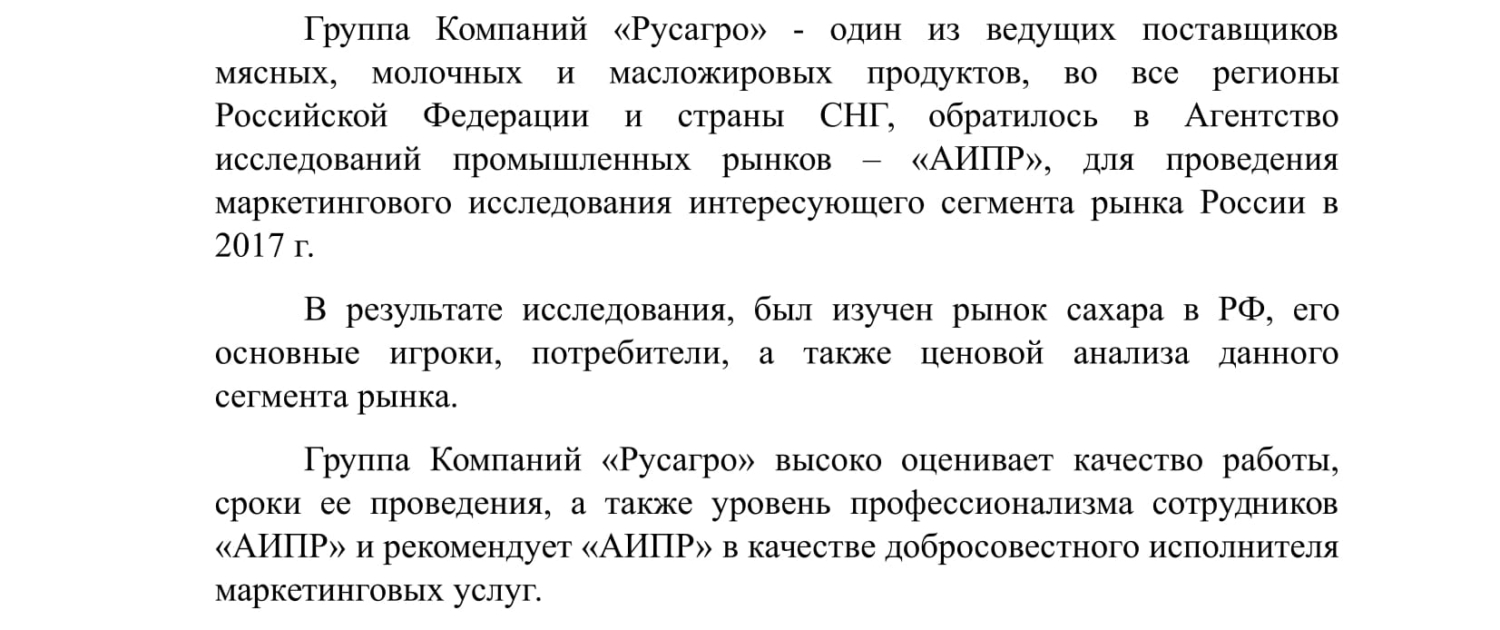 Группа Компаний «Русагро» - один из ведущих поставщиков
мясных, молочных и масложировых продуктов, во все регионы
Российской Федерации и страны СНГ, обратилось в Агентство
исследований промышленных рынков – «АИПР», для проведения
маркетингового исследования интересующего сегмента рынка России в
2017 г.
В результате исследования, был изучен рынок сахара в РФ, его
основные игроки, потребители, а также ценовой анализа данного
сегмента рынка.
Группа Компаний «Русагро» высоко оценивает качество работы,
сроки ее проведения, а также уровень профессионализма сотрудников
«АИПР» и рекомендует «АИПР» в качестве добросовестного исполнителя
маркетинговых услуг.